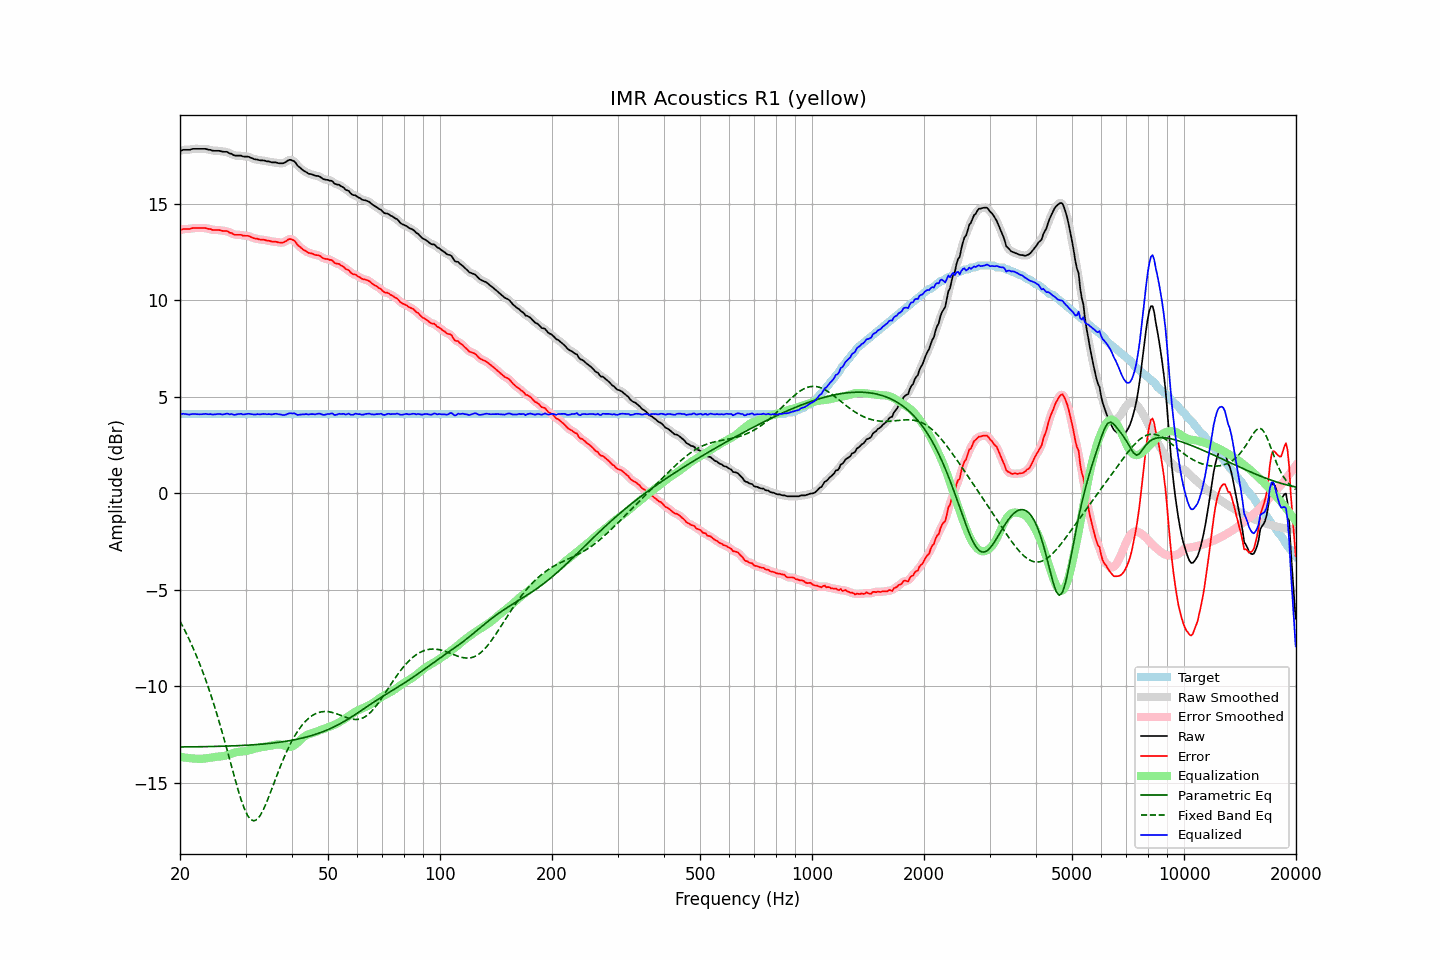 IMR Acoustics R1 (yellow)
Amplitude (dBr)
15
10
5
0
−5
−10
−15
20
50
100
200
500
1000
2000
5000
10000
20000
Frequency (Hz)
Target
Raw Smoothed
Error Smoothed
Raw
Error
Equalization
Parametric Eq
Fixed Band Eq
Equalized